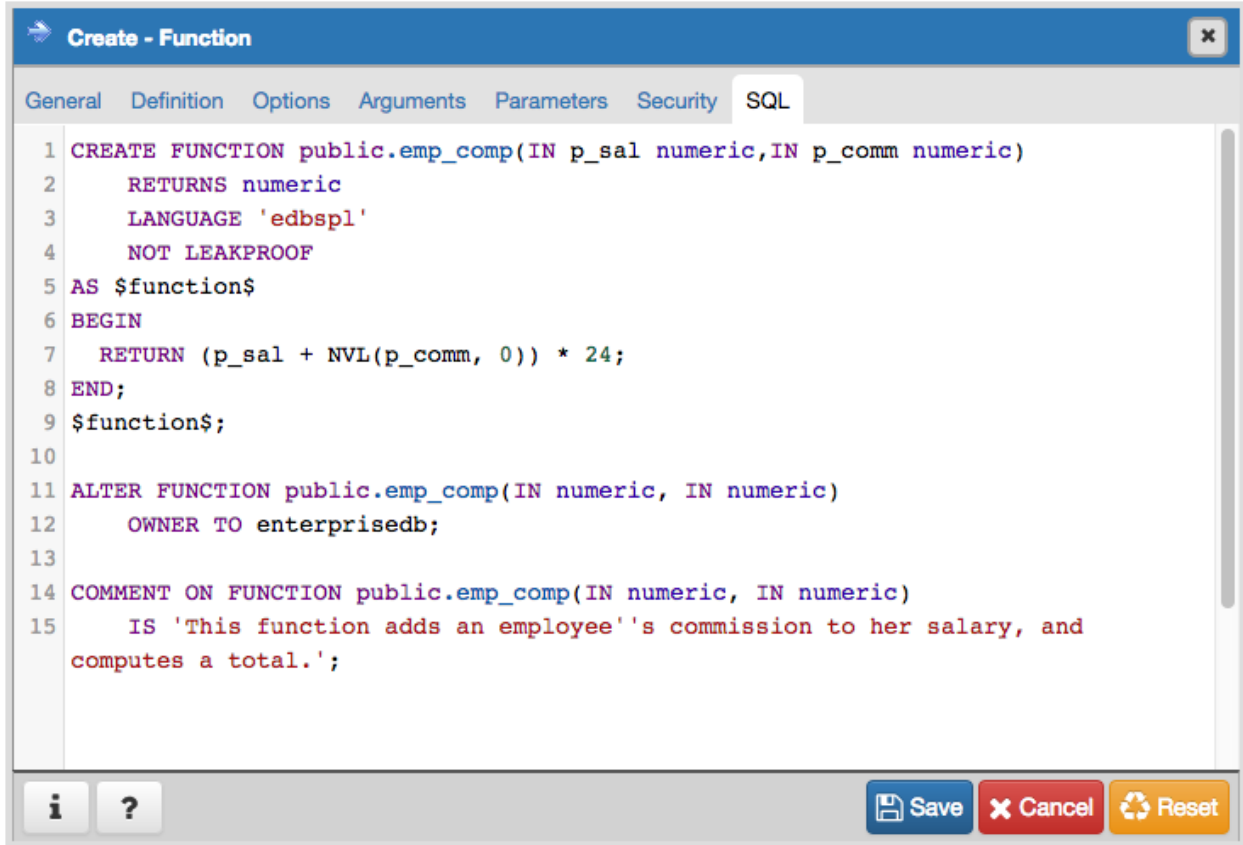 Create - Function
General Definition Options Arguments Parameters Security SQL
1 CREATE FUNCTION public.emp_comp(IN p_sal numeric,IN p_comm numeric)
2     RETURNS numeric
3     LANGUAGE 'edbspl'
4     NOT LEAKPROOF
5 AS $function$
6 BEGIN
7   RETURN (p_sal + NVL(p_comm, 0)) * 24;
8 END;
9 $function$;
10
11 ALTER FUNCTION public.emp_comp(IN numeric, IN numeric)
12     OWNER TO enterprisedb;
13
14 COMMENT ON FUNCTION public.emp_comp(IN numeric, IN numeric)
15     IS 'This function adds an employee''s commission to her salary, and
computes a total.';
i ? Save Cancel Reset